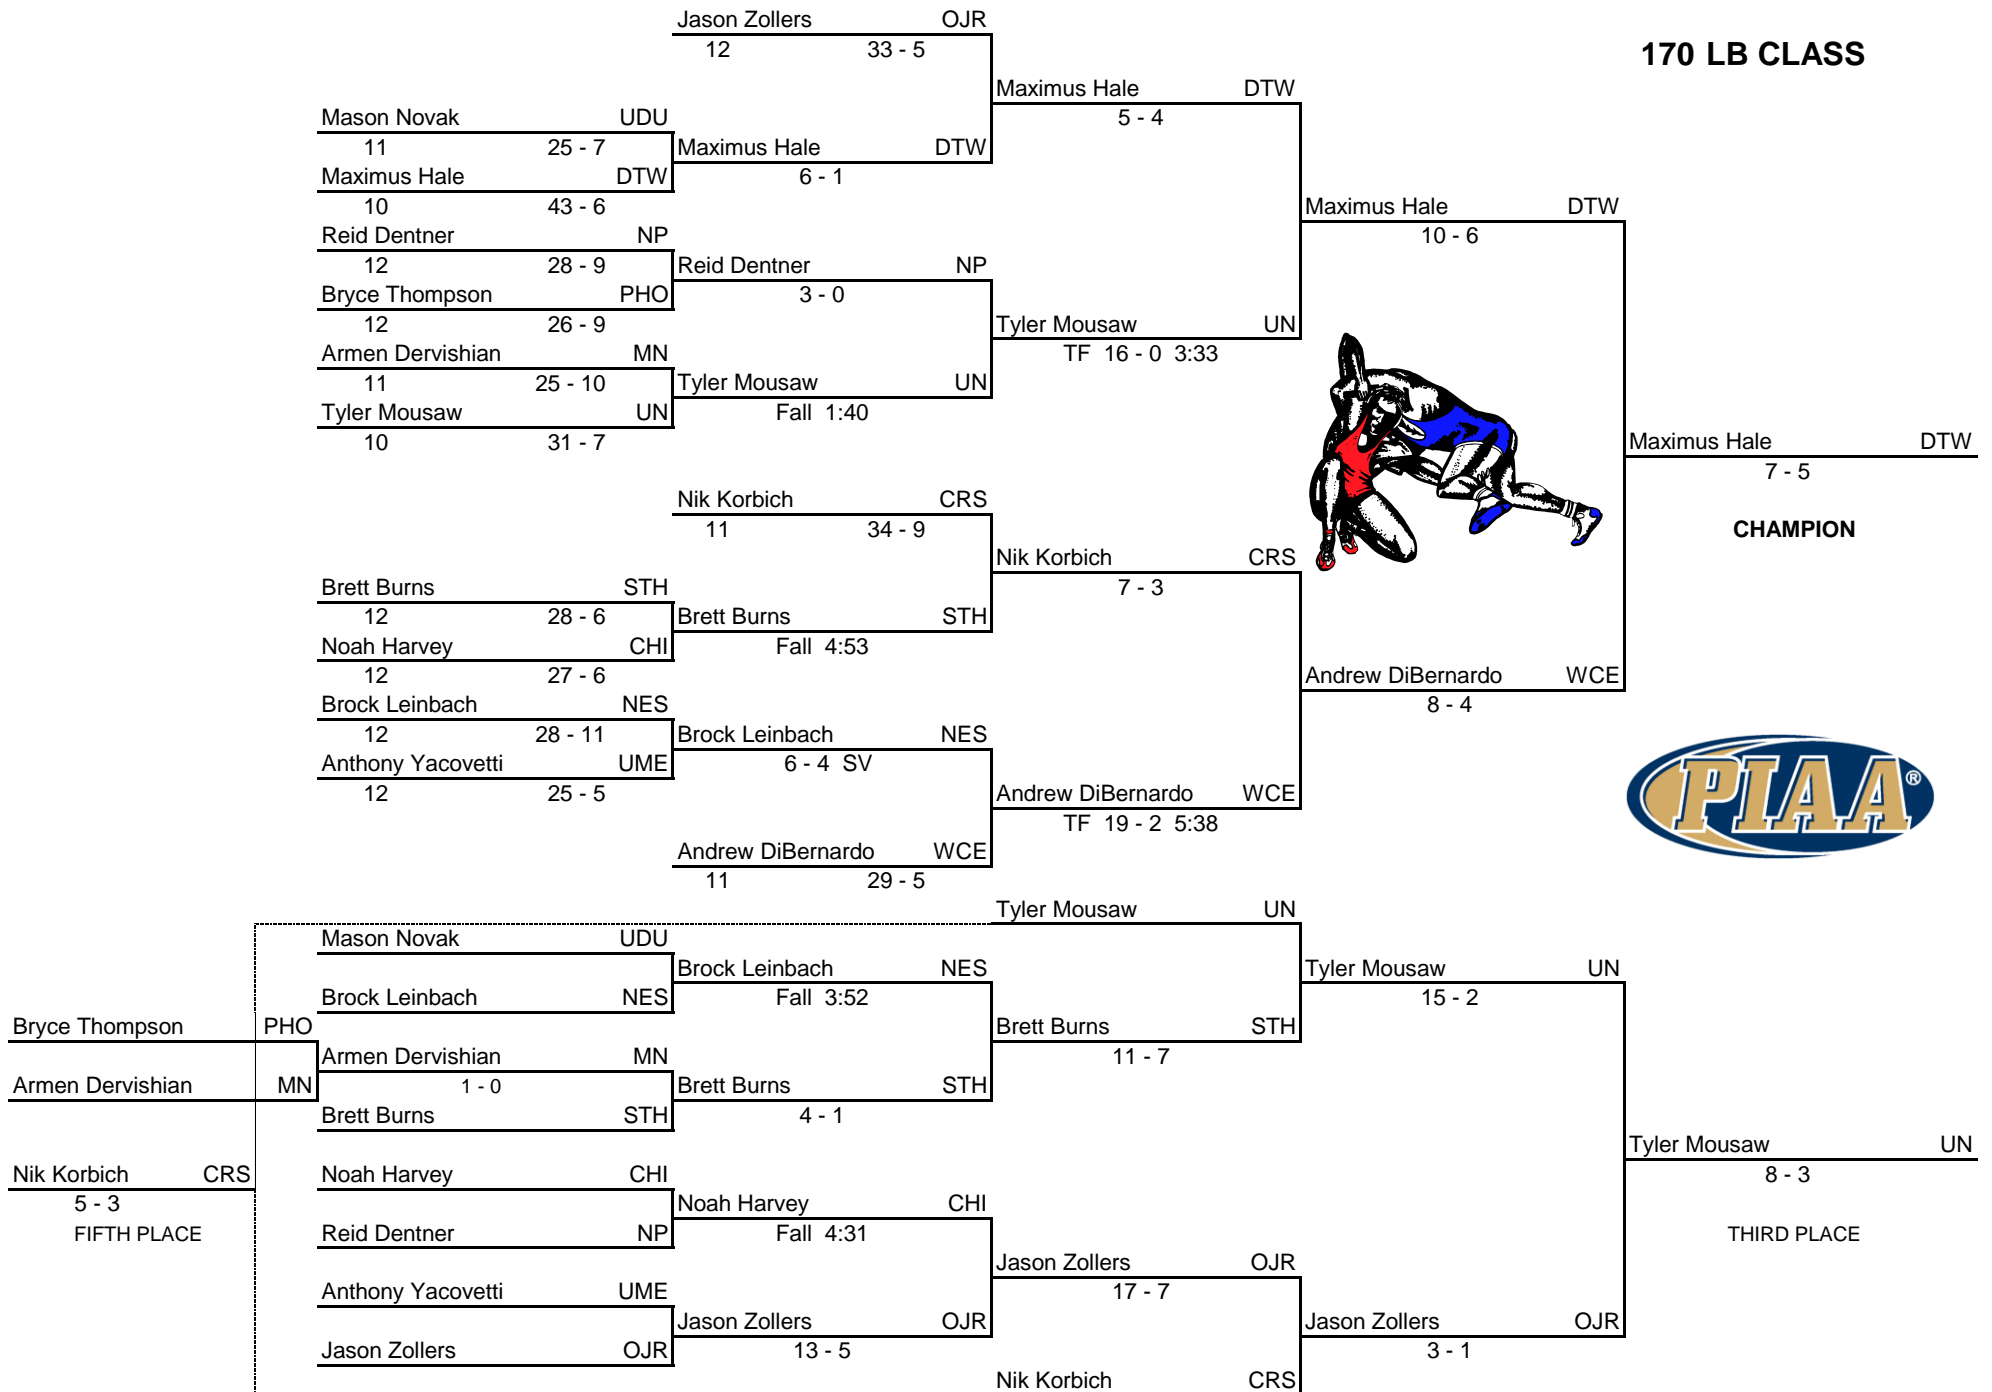 Jason Zollers OJR
12 33 - 5
170 LB CLASS
Maximus Hale DTW
5 - 4
Mason Novak UDU
11 25 - 7
Maximus Hale DTW
6 - 1
Maximus Hale DTW
10 43 - 6
Maximus Hale DTW
10 - 6
Reid Dentner NP
12 28 - 9
Reid Dentner NP
3 - 0
Bryce Thompson PHO
12 26 - 9
Tyler Mousaw UN
TF 16 - 0 3:33
Armen Dervishian MN
11 25 - 10
Tyler Mousaw UN
Fall 1:40
Tyler Mousaw UN
10 31 - 7
Maximus Hale DTW
7 - 5
CHAMPION
Nik Korbich CRS
11 34 - 9
Nik Korbich CRS
7 - 3
Brett Burns STH
12 28 - 6
Brett Burns STH
Fall 4:53
Noah Harvey CHI
12 27 - 6
Andrew DiBernardo WCE
8 - 4
Brock Leinbach NES
12 28 - 11
Brock Leinbach NES
6 - 4 SV
Anthony Yacovetti UME
12 25 - 5
Andrew DiBernardo WCE
TF 19 - 2 5:38
PIAA®
Andrew DiBernardo WCE
11 29 - 5
Tyler Mousaw UN
Mason Novak UDU
Brock Leinbach NES
Fall 3:52
Tyler Mousaw UN
15 - 2
Brock Leinbach NES
Bryce Thompson PHO
Brett Burns STH
11 - 7
Armen Dervishian MN
1 - 0
Armen Dervishian MN
Brett Burns STH
4 - 1
Brett Burns STH
Tyler Mousaw UN
8 - 3
THIRD PLACE
Nik Korbich CRS
5 - 3
FIFTH PLACE
Noah Harvey CHI
Noah Harvey CHI
Fall 4:31
Reid Dentner NP
Jason Zollers OJR
17 - 7
Anthony Yacovetti UME
Jason Zollers OJR
13 - 5
Jason Zollers OJR
3 - 1
Jason Zollers OJR
Nik Korbich CRS